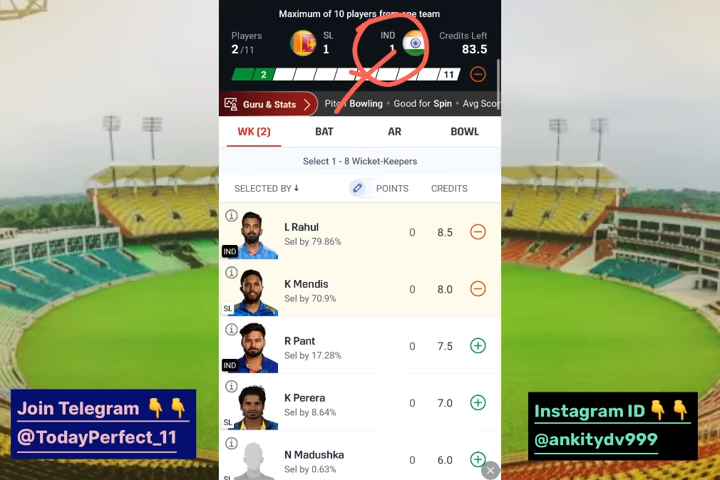 Maximum of 10 players from one team
Players
2/11
SL
1
IND
1
Credits Left
83.5
2
11
Guru & Stats
Pitch Bowling • Good for Spin • Avg Scor
WK (2)
BAT
AR
BOWL
Select 1 - 8 Wicket-Keepers
SELECTED BY ↓
POINTS
CREDITS
L Rahul
Sel by 79.86%
0
8.5
IND
K Mendis
Sel by 70.9%
0
8.0
SL
R Pant
Sel by 17.28%
0
7.5
IND
K Perera
Sel by 8.64%
0
7.0
SL
N Madushka
Sel by 0.63%
0
6.0
SL
Join Telegram 👇👇
@TodayPerfect_11
Instagram ID👇👇
@ankitydv999